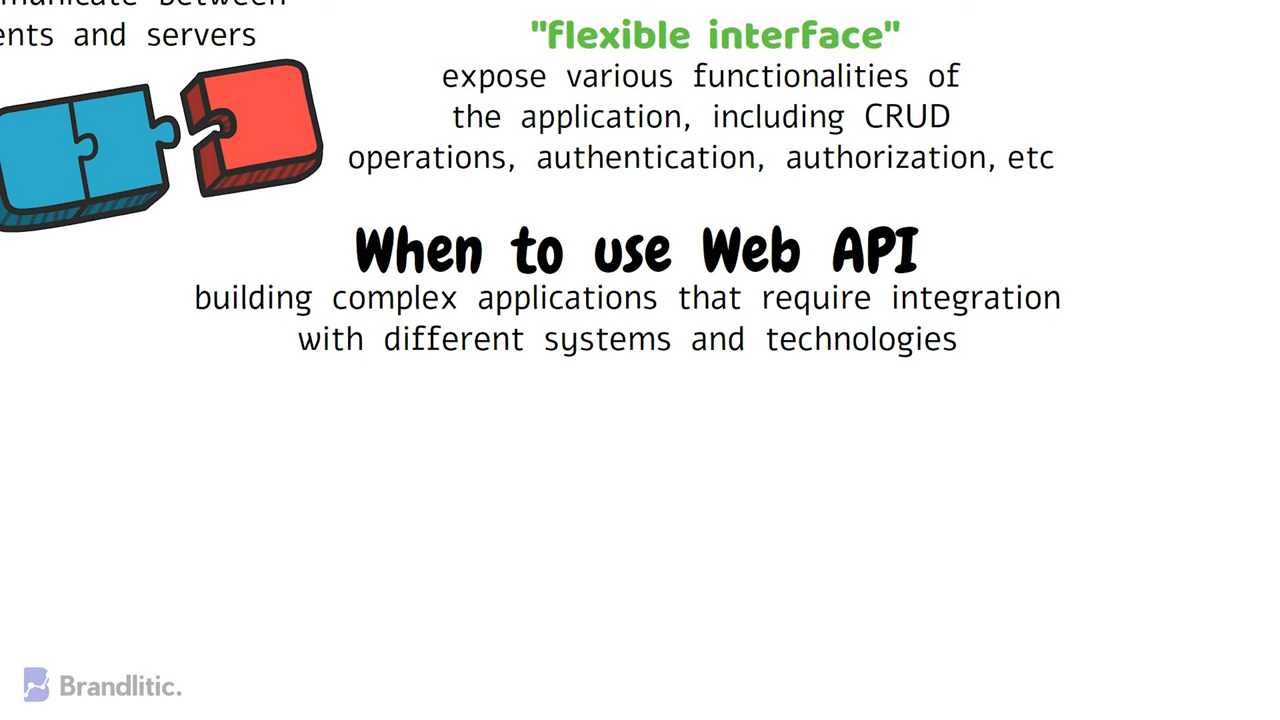 ents and servers
"flexible interface"
expose various functionalities of
the application, including CRUD
operations, authentication, authorization, etc
When to use Web API
building complex applications that require integration
with different systems and technologies
Brandlitic.